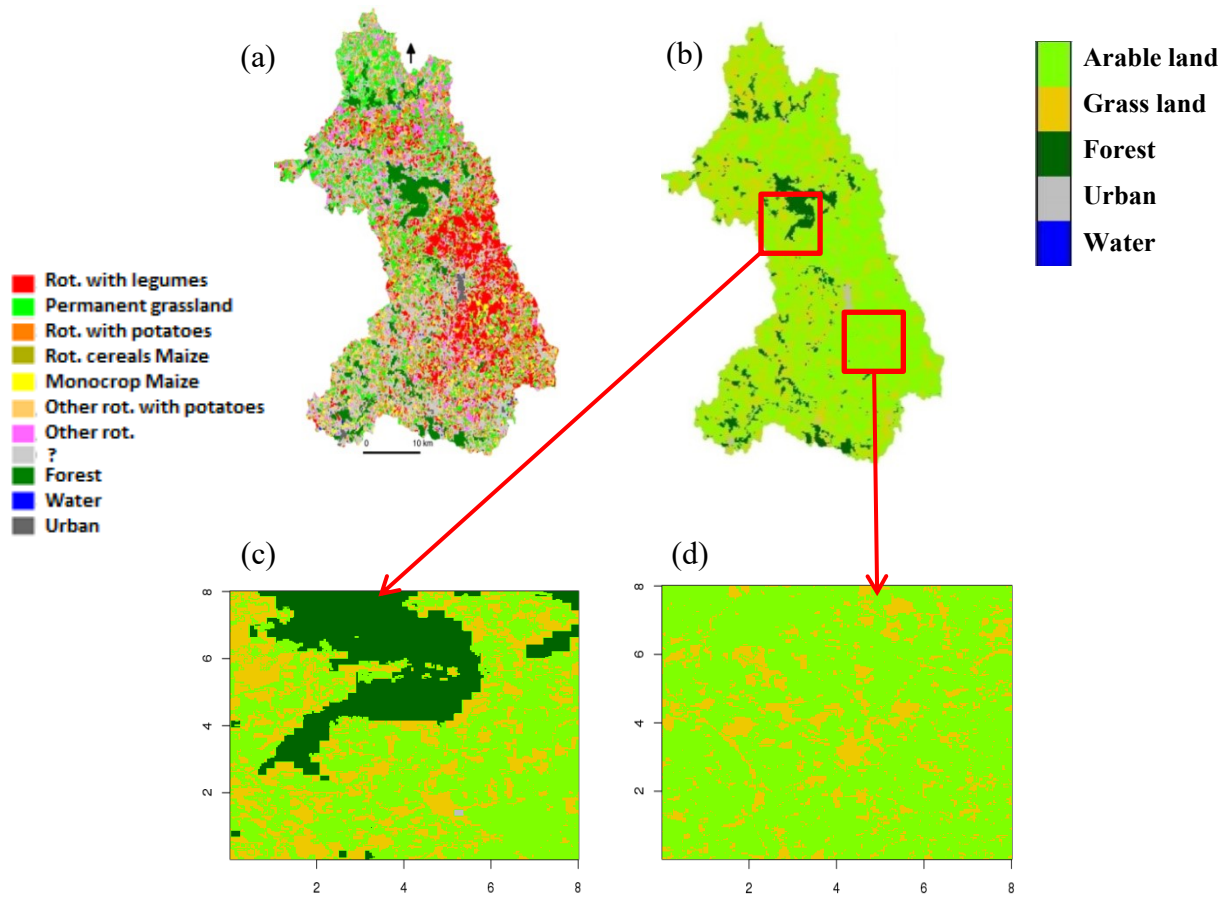 (a)
(b)
Arable land
Grass land
Forest
Urban
Water
Rot. with legumes
Permanent grassland
Rot. with potatoes
Rot. cereals Maize
Monocrop Maize
Other rot. with potatoes
Other rot.
?
Forest
Water
Urban
0 10 km
(c)
(d)
8
6
4
2
2 4 6 8
8
6
4
2
2 4 6 8